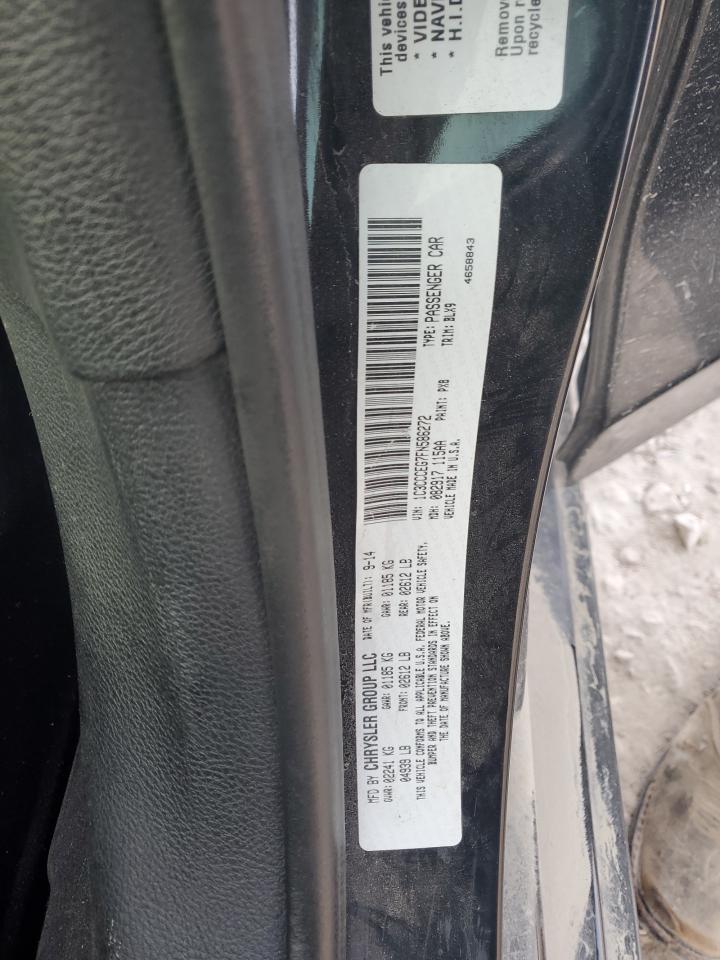 MFD BY CHRYSLER GROUP LLC DATE OF MFR(BUILT): 9-14
GVWR: 02241 KG GAWR: 01185 KG GAWR: 01185 KG
04939 LB FRONT: 02612 LB REAR: 02612 LB
THIS VEHICLE CONFORMS TO ALL APPLICABLE U.S.A. FEDERAL MOTOR VEHICLE SAFETY,
BUMPER AND THEFT PREVENTION STANDARDS IN EFFECT ON
THE DATE OF MANUFACTURE SHOWN ABOVE.
VIN: 1C3CCCEG7FN586272 TYPE: PASSENGER CAR
MDH: 082917 115AA PAINT: PXB TRIM: BLX9
VEHICLE MADE IN U.S.A. 4658843
This vehi
devices
* VIDE
* NAVI
* H.I.D
Remov
Upon r
recycle